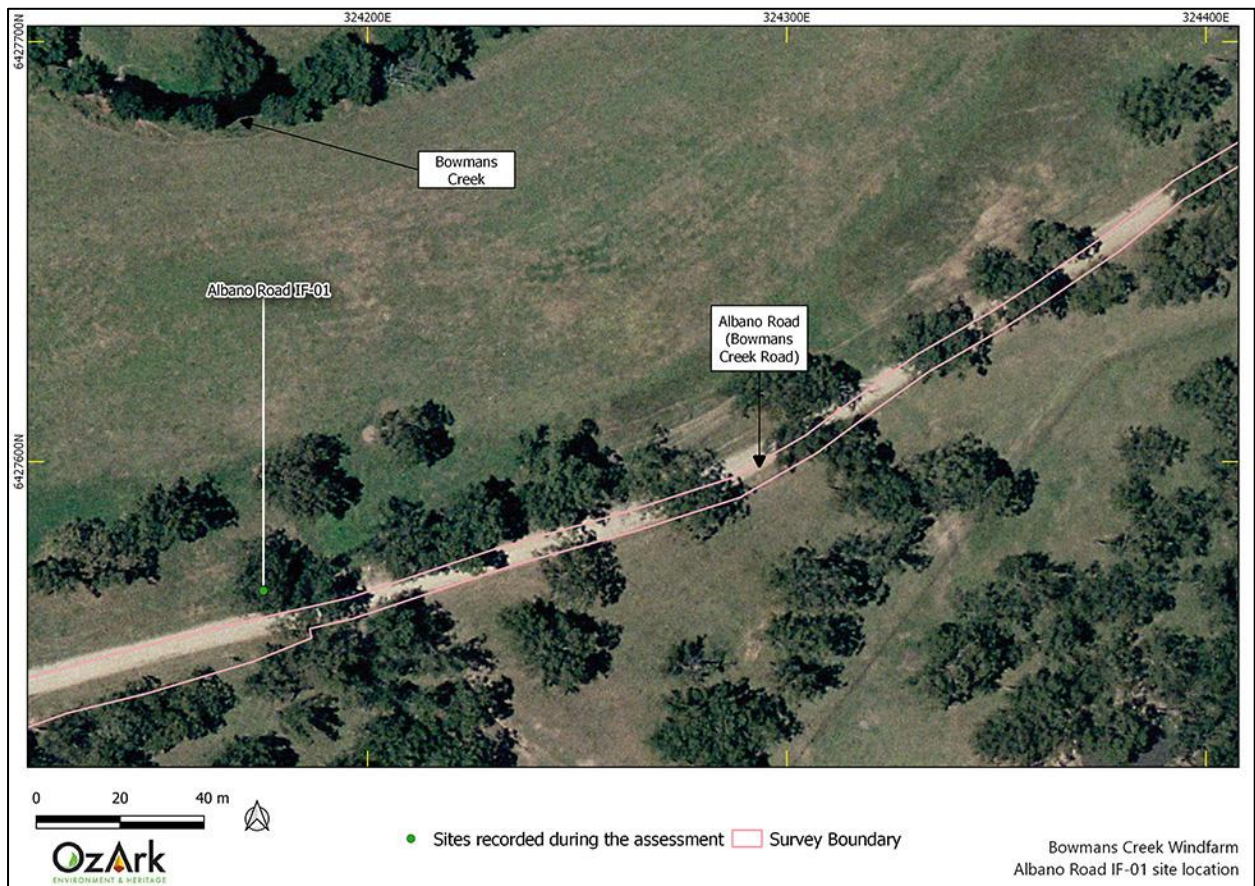 324200E
324300E
324400E
6427700N
Bowmans
Creek
Albano Road IF-01
Albano Road
(Bowmans
Creek Road)
6427600N
0 20 40 m
Sites recorded during the assessment
Survey Boundary
OzArk
ENVIRONMENT & HERITAGE
Bowmans Creek Windfarm
Albano Road IF-01 site location